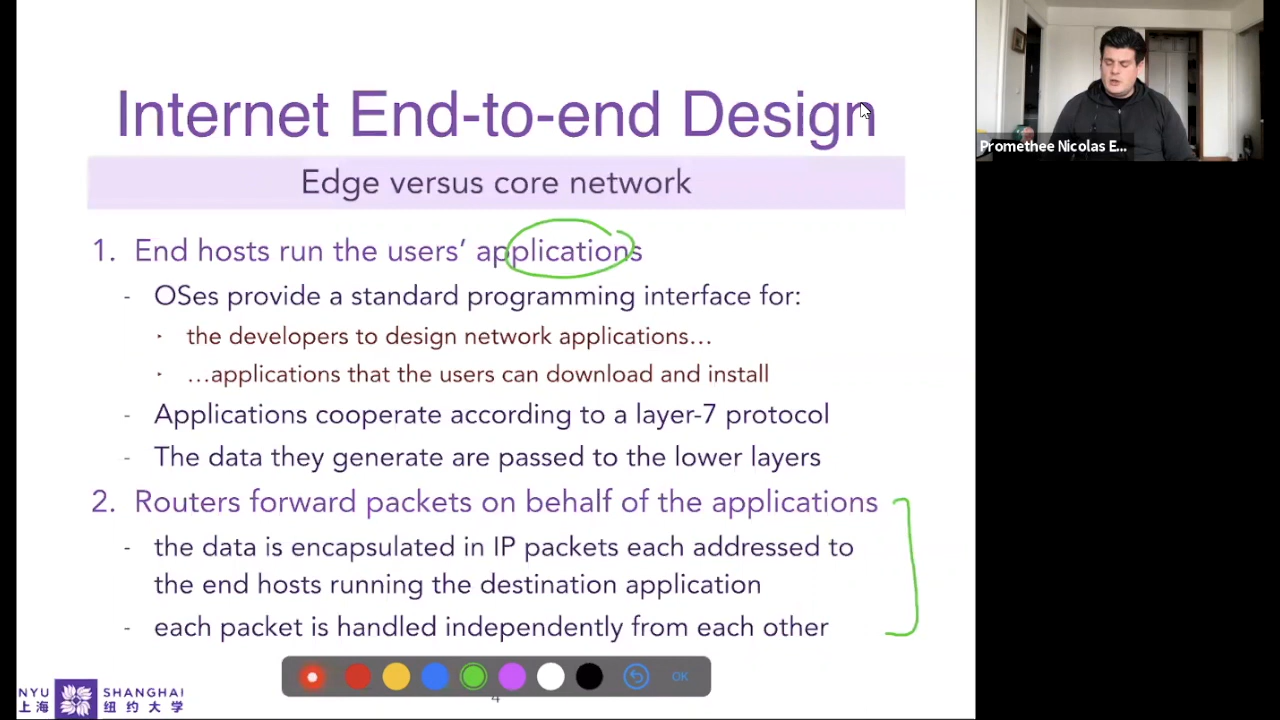 Internet End-to-end Design
Edge versus core network
1. End hosts run the users’ applications
- OSes provide a standard programming interface for:
‣ the developers to design network applications…
‣ …applications that the users can download and install
- Applications cooperate according to a layer-7 protocol
- The data they generate are passed to the lower layers
2. Routers forward packets on behalf of the applications
- the data is encapsulated in IP packets each addressed to
the end hosts running the destination application
- each packet is handled independently from each other
OK
4
NYU SHANGHAI
上海 纽约大学
Promethee Nicolas E...